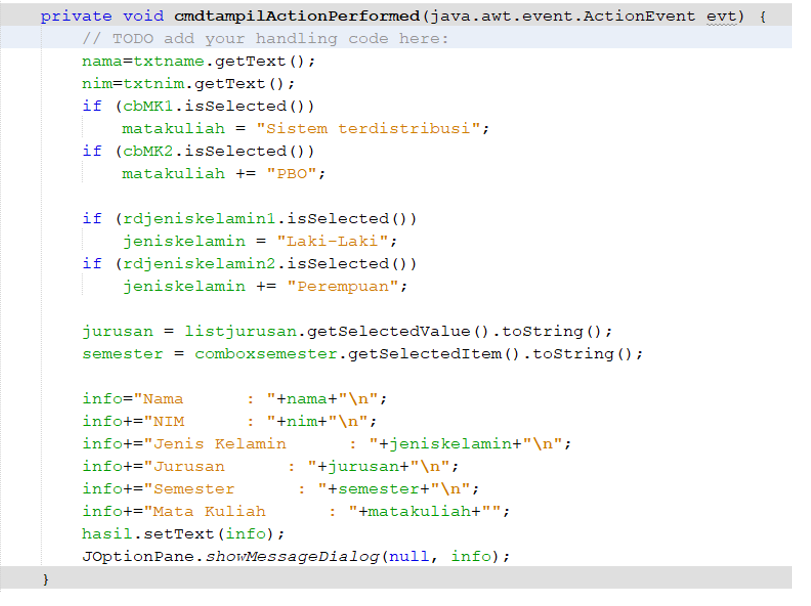 private void cmdtampilActionPerformed(java.awt.event.ActionEvent evt) {
    // TODO add your handling code here:
    nama=txtname.getText();
    nim=txtnim.getText();
    if (cbMK1.isSelected())
        matakuliah = "Sistem terdistribusi";
    if (cbMK2.isSelected())
        matakuliah += "PBO";

    if (rdjeniskelamin1.isSelected())
        jeniskelamin = "Laki-Laki";
    if (rdjeniskelamin2.isSelected())
        jeniskelamin += "Perempuan";

    jurusan = listjurusan.getSelectedValue().toString();
    semester = comboxsemester.getSelectedItem().toString();

    info="Nama      : "+nama+"\n";
    info+="NIM      : "+nim+"\n";
    info+="Jenis Kelamin      : "+jeniskelamin+"\n";
    info+="Jurusan      : "+jurusan+"\n";
    info+="Semester      : "+semester+"\n";
    info+="Mata Kuliah      : "+matakuliah+"";
    hasil.setText(info);
    JOptionPane.showMessageDialog(null, info);
}